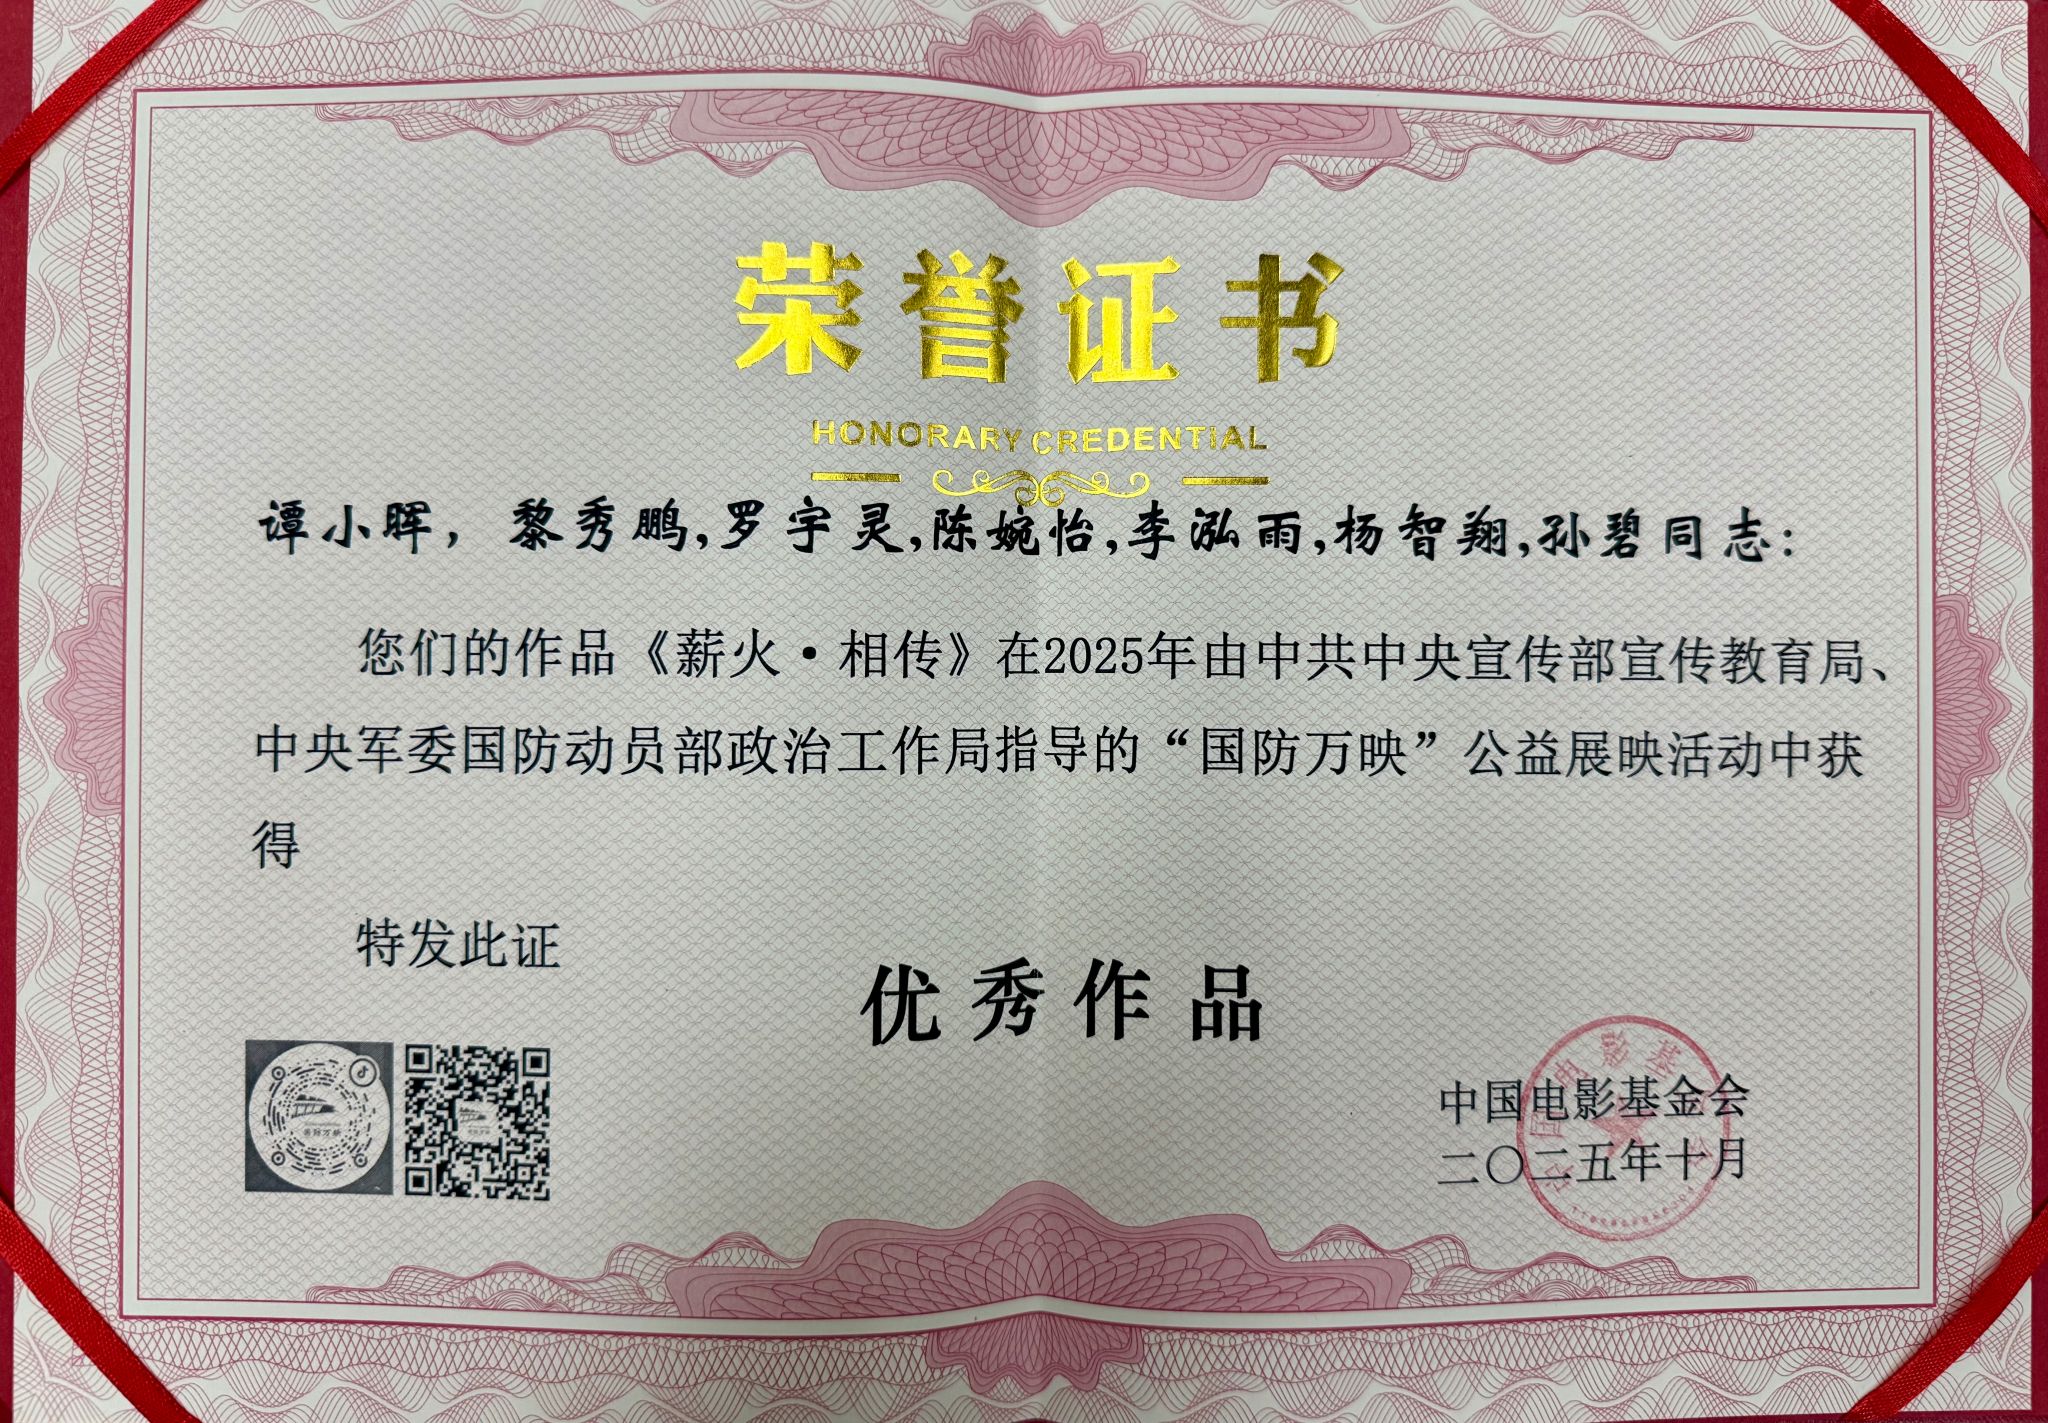 荣誉证书
HONORARY CREDENTIAL
谭小晖，黎秀鹏,罗宇灵,陈婉怡,李泓雨,杨智翔,孙碧同志：
您们的作品《薪火·相传》在2025年由中共中央宣传部宣传教育局、
中央军委国防动员部政治工作局指导的“国防万映”公益展映活动中获
得
特发此证
优秀作品
国防万映
中国电影基金会
二〇二五年十月